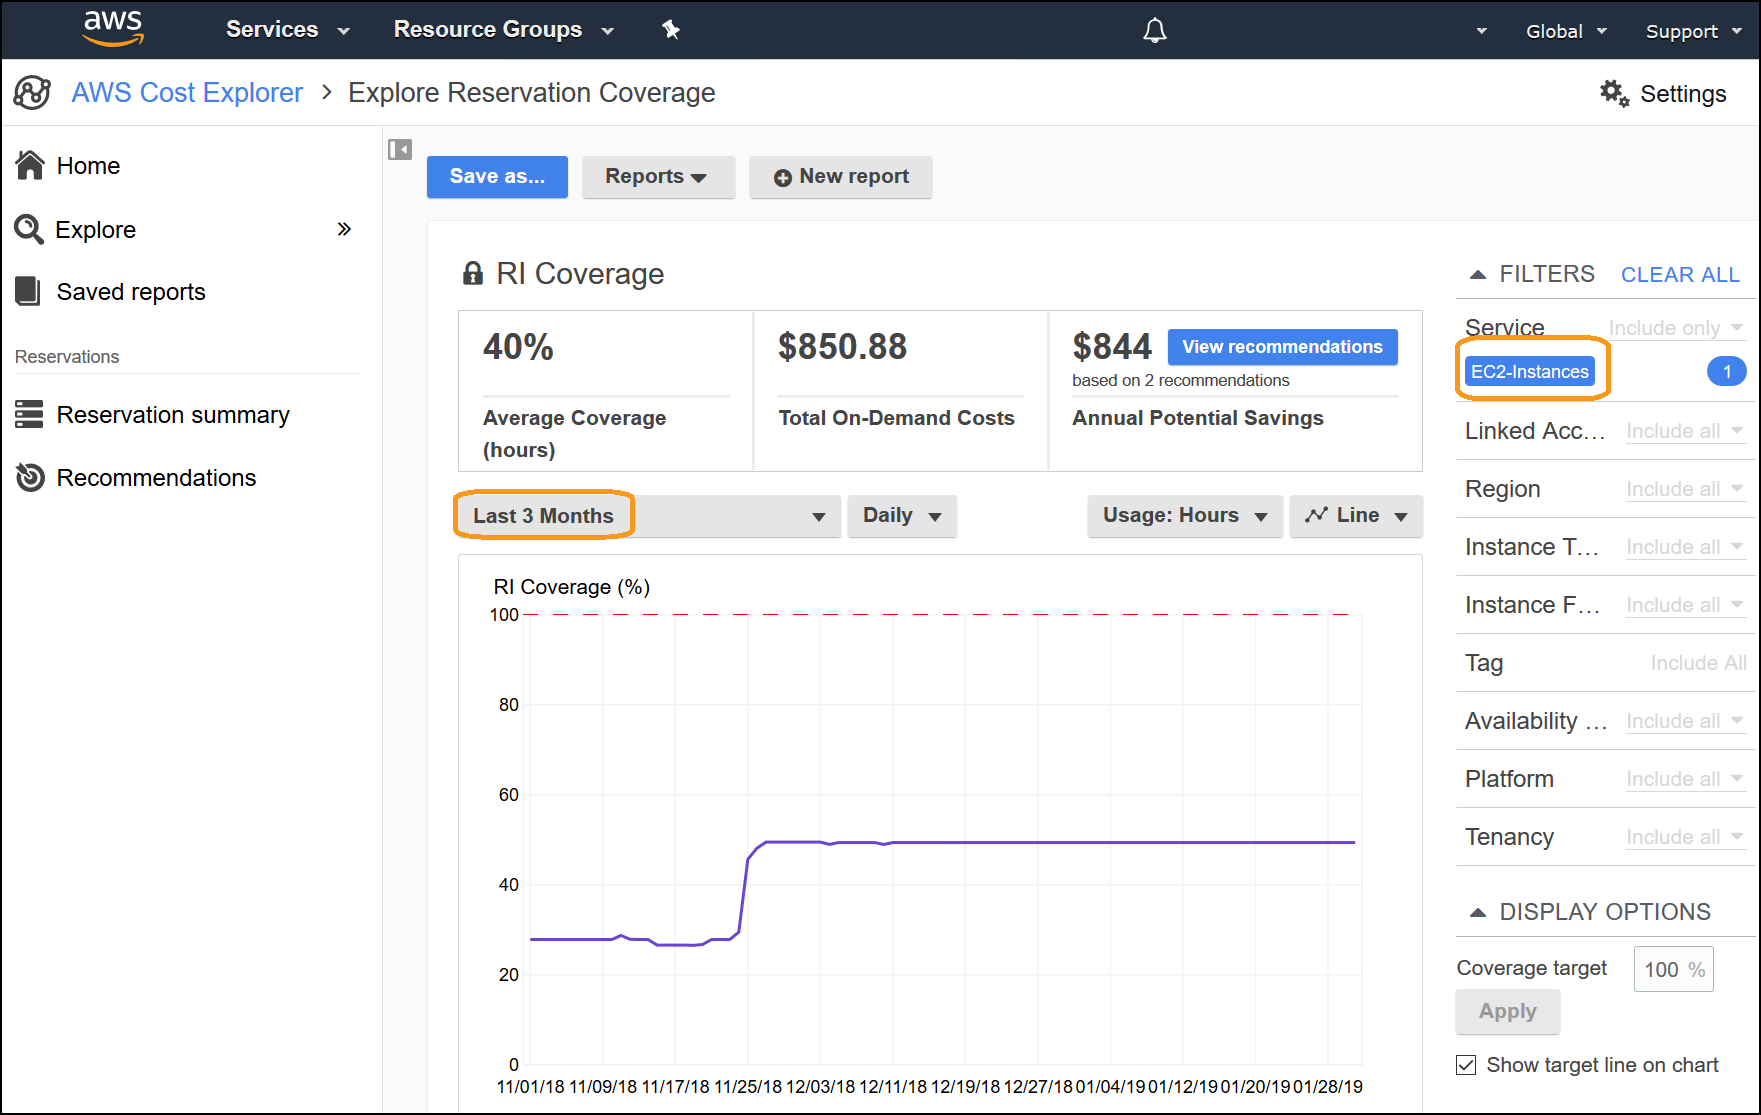 aws Services Resource Groups Global Support
AWS Cost Explorer > Explore Reservation Coverage Settings
Home
Explore »
Saved reports
Reservations
Reservation summary
Recommendations
Save as... Reports New report
RI Coverage
40%
Average Coverage
(hours)
$850.88
Total On-Demand Costs
$844 View recommendations
based on 2 recommendations
Annual Potential Savings
Last 3 Months Daily Usage: Hours Line
RI Coverage (%)
100
80
60
40
20
0
11/01/18 11/09/18 11/17/18 11/25/18 12/03/18 12/11/18 12/19/18 12/27/18 01/04/19 01/12/19 01/20/19 01/28/19
FILTERS CLEAR ALL
Service Include only
EC2-Instances 1
Linked Acc... Include all
Region Include all
Instance T... Include all
Instance F... Include all
Tag Include All
Availability ... Include all
Platform Include all
Tenancy Include all
DISPLAY OPTIONS
Coverage target 100 %
Apply
Show target line on chart